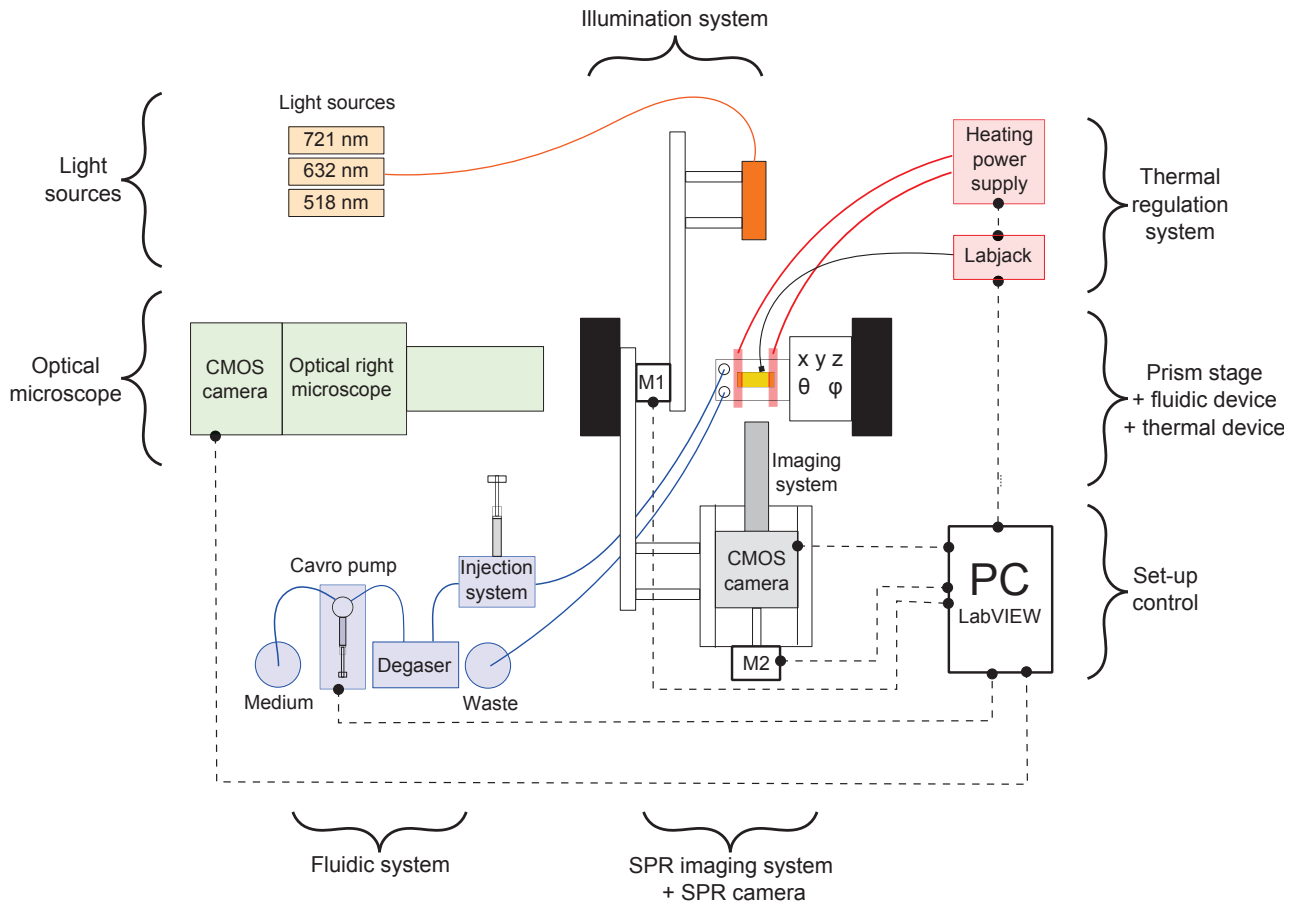 Illumination system
Light sources
721 nm
632 nm
518 nm
Light
sources
Heating
power
supply
Labjack
Thermal
regulation
system
Optical
microscope
CMOS
camera
Optical right
microscope
M1
x y z
θ φ
Prism stage
+ fluidic device
+ thermal device
Imaging
system
CMOS
camera
M2
Cavro pump
Injection
system
Degaser
Medium
Waste
PC
LabVIEW
Set-up
control
Fluidic system
SPR imaging system
+ SPR camera